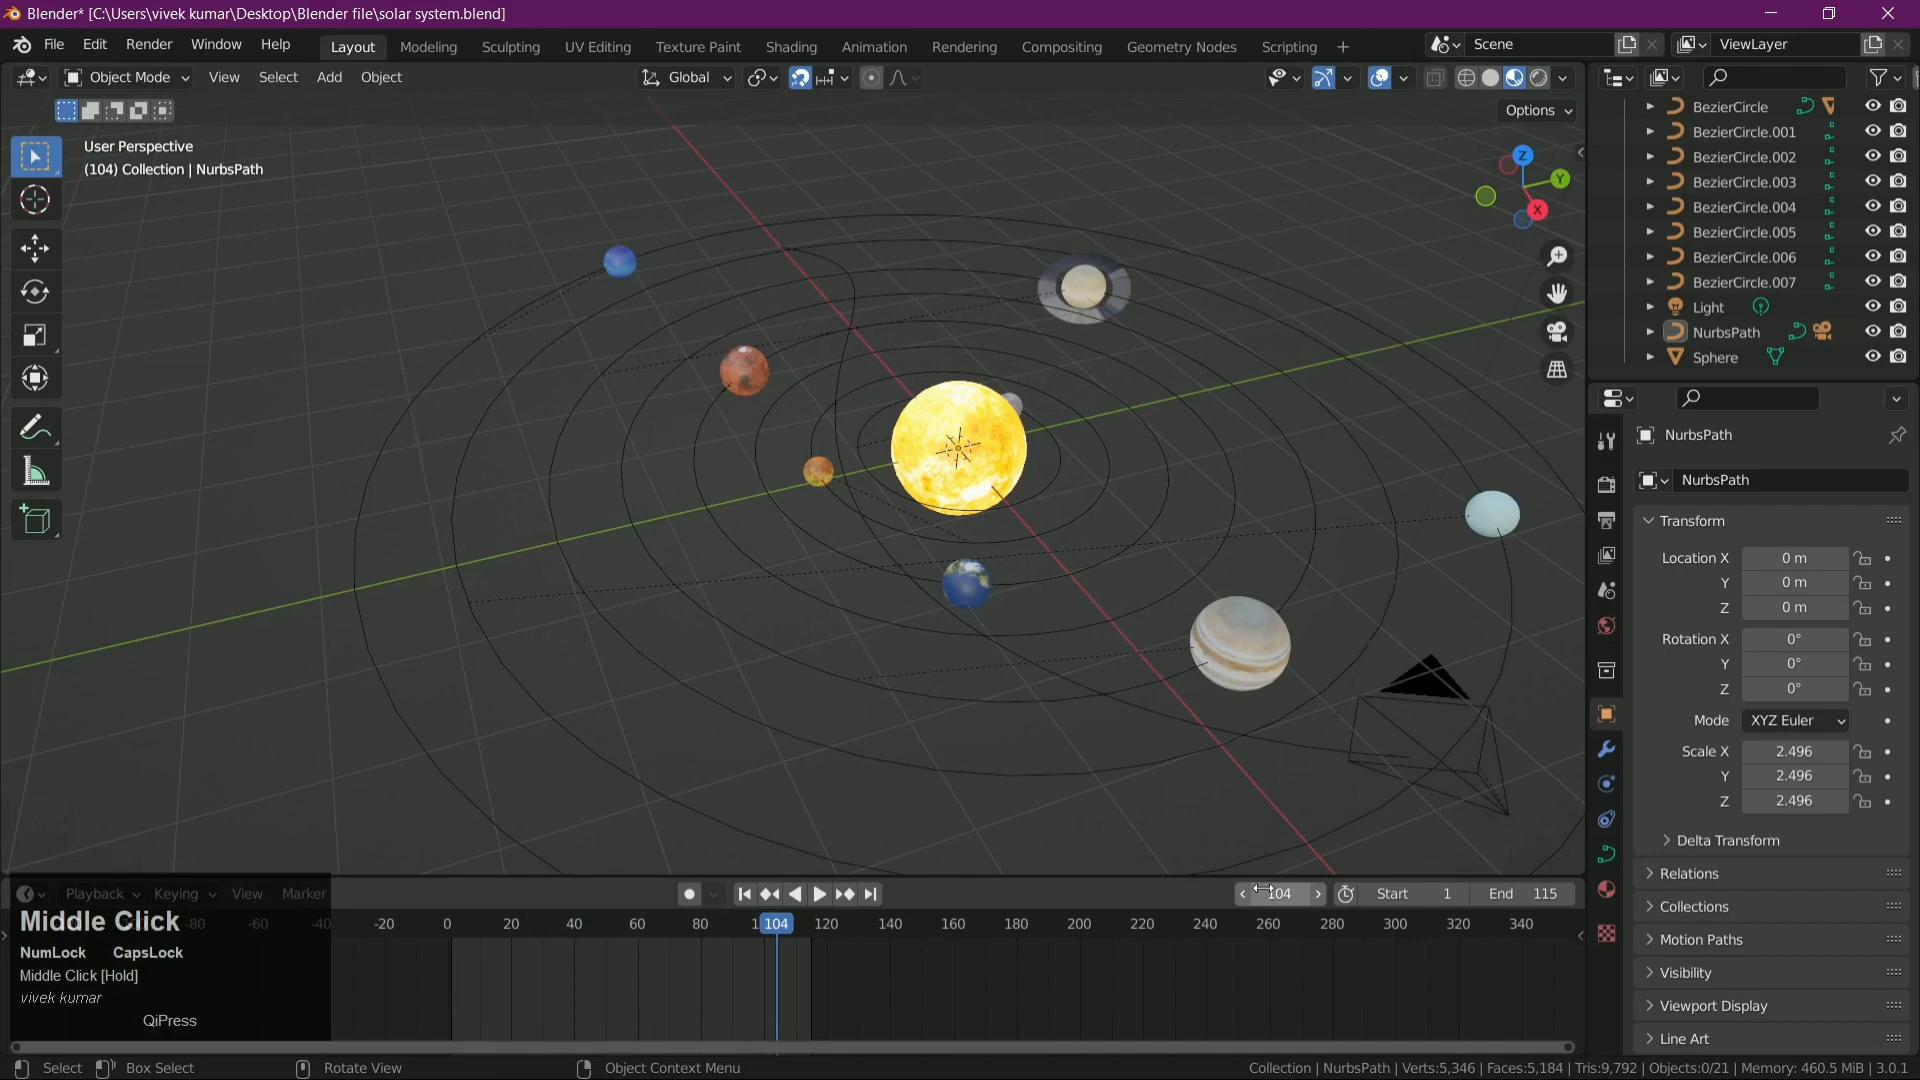 Blender* [C:\Users\vivek kumar\Desktop\Blender file\solar system.blend]
File Edit Render Window Help Layout Modeling Sculpting UV Editing Texture Paint Shading Animation Rendering Compositing Geometry Nodes Scripting + Scene ViewLayer
Object Mode View Select Add Object Global
Options
User Perspective
(104) Collection | NurbsPath
Z
Y
X
BezierCircle
BezierCircle.001
BezierCircle.002
BezierCircle.003
BezierCircle.004
BezierCircle.005
BezierCircle.006
BezierCircle.007
Light
NurbsPath
Sphere
NurbsPath
NurbsPath
Transform
Location X 0 m
Y 0 m
Z 0 m
Rotation X 0°
Y 0°
Z 0°
Mode XYZ Euler
Scale X 2.496
Y 2.496
Z 2.496
Delta Transform
Relations
Collections
Motion Paths
Visibility
Viewport Display
Line Art
Playback Keying View Marker 104 Start 1 End 115
-80 -60 -40 -20 0 20 40 60 80 104 120 140 160 180 200 220 240 260 280 300 320 340
Middle Click
NumLock CapsLock
Middle Click [Hold]
vivek kumar
QiPress
Select Box Select Rotate View Object Context Menu Collection | NurbsPath | Verts:5,346 | Faces:5,184 | Tris:9,792 | Objects:0/21 | Memory: 460.5 MiB | 3.0.1